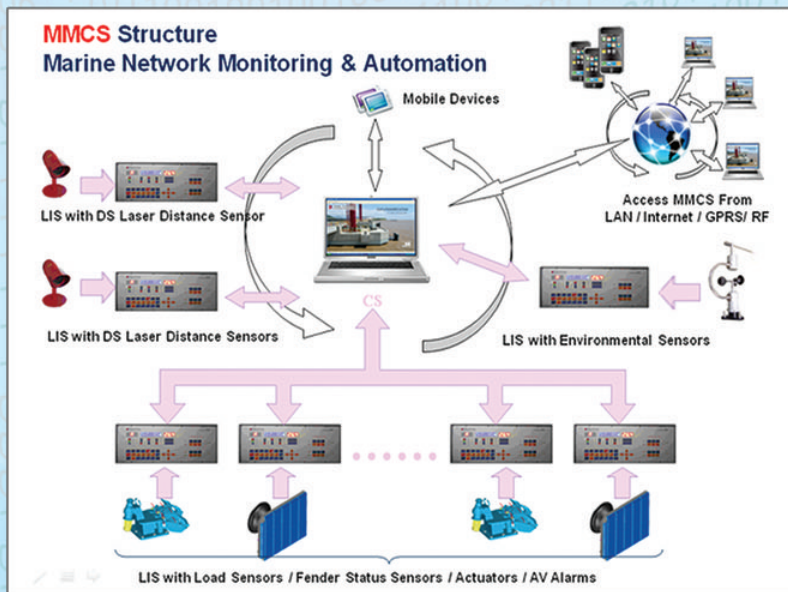 MMCS Structure
Marine Network Monitoring & Automation
Mobile Devices
LIS with DS Laser Distance Sensor
Access MMCS From
LAN / Internet / GPRS/ RF
LIS with DS Laser Distance Sensors
CS
LIS with Environmental Sensors
LIS with Load Sensors / Fender Status Sensors / Actuators / AV Alarms